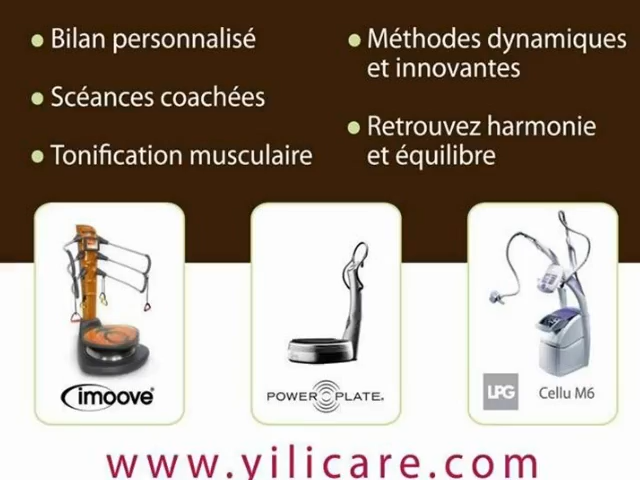 • Bilan personnalisé
• Scéances coachées
• Tonification musculaire
• Méthodes dynamiques
et innovantes
• Retrouvez harmonie
et équilibre
imoove®
POWER PLATE®
LPG Cellu M6
www.yilicare.com